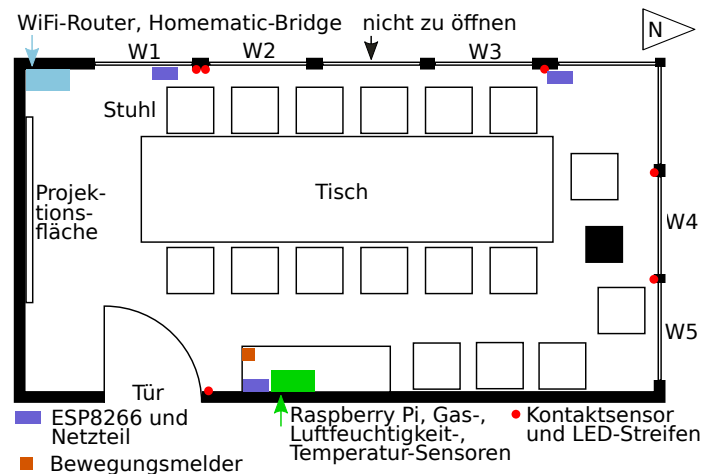 WiFi-Router, Homematic-Bridge
nicht zu öffnen
N
W1
W2
W3
Stuhl
Tisch
Projek-
tions-
fläche
W4
W5
Tür
ESP8266 und
Netzteil
Bewegungsmelder
Raspberry Pi, Gas-,
Luftfeuchtigkeit-,
Temperatur-Sensoren
Kontaktsensor
und LED-Streifen